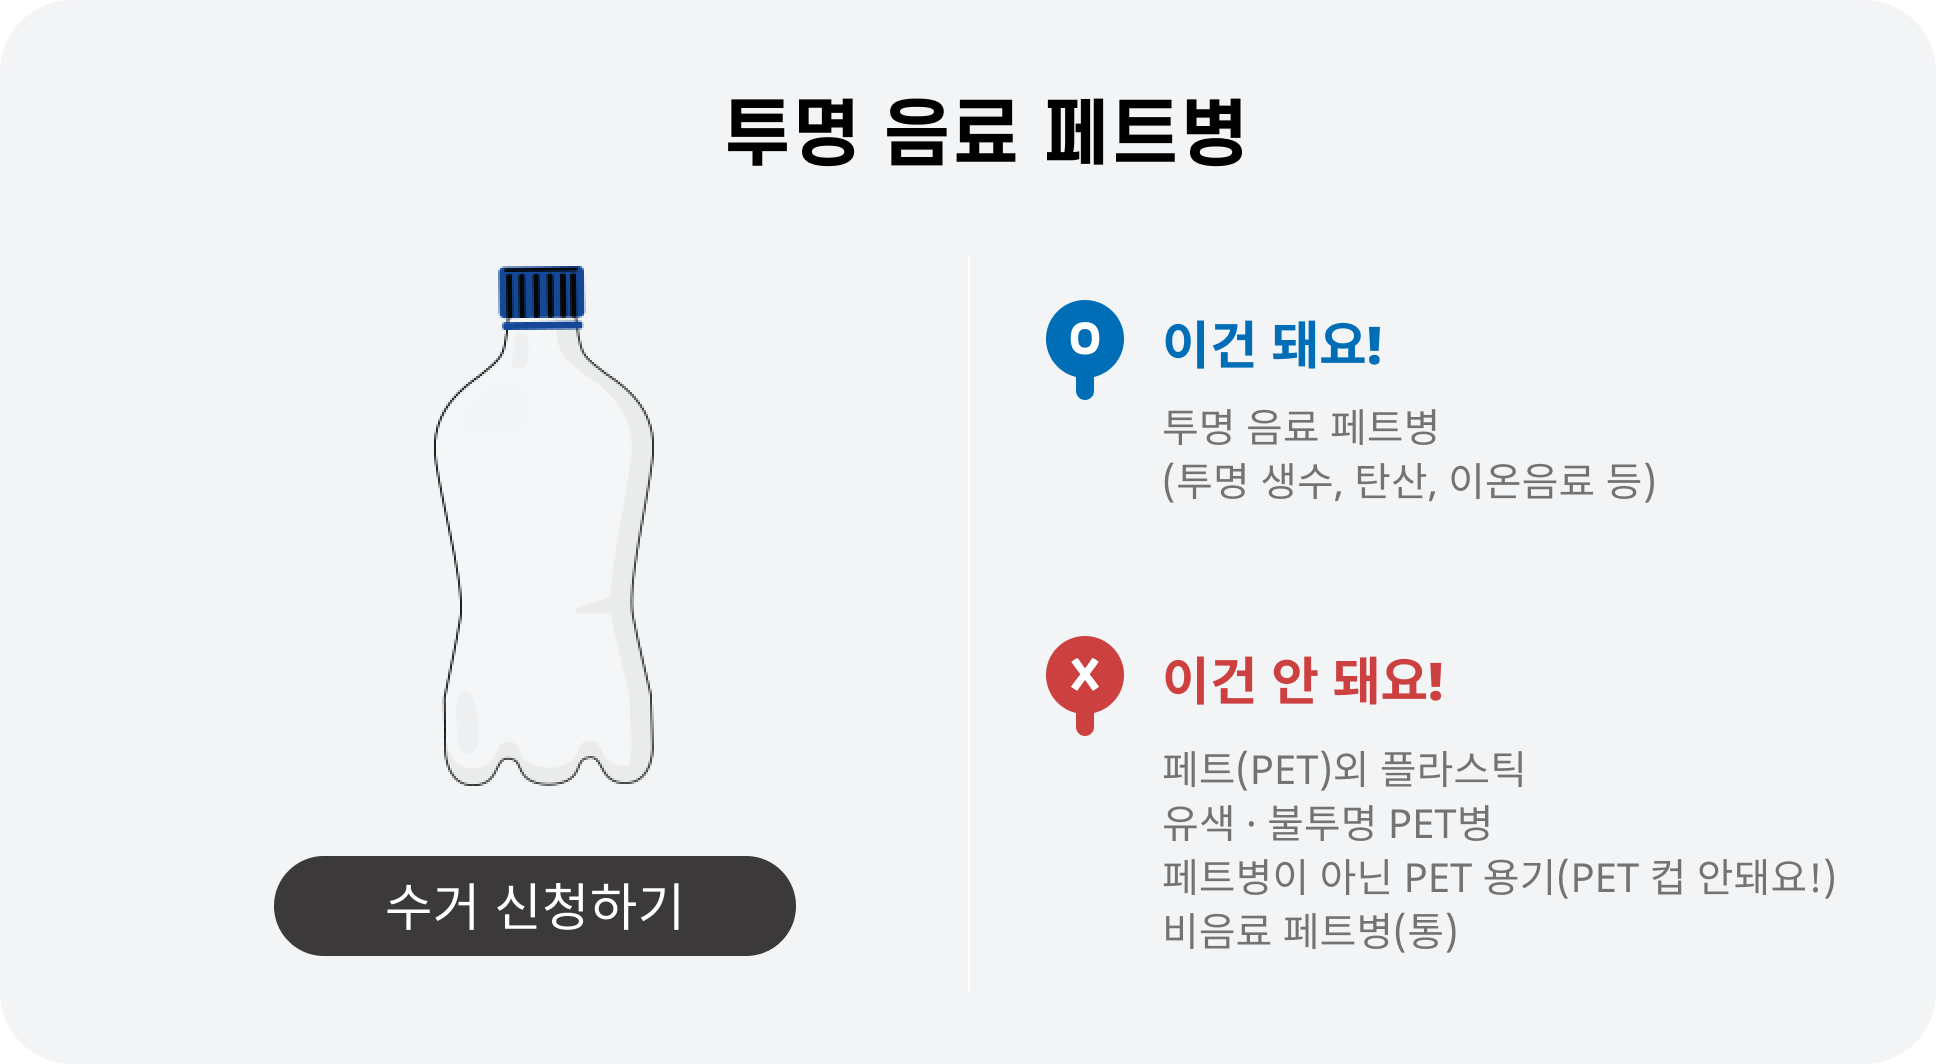 투명 음료 페트병
수거 신청하기
O 이건 돼요!
투명 음료 페트병
(투명 생수, 탄산, 이온음료 등)
X 이건 안 돼요!
페트(PET)외 플라스틱
유색 · 불투명 PET병
페트병이 아닌 PET 용기(PET 컵 안돼요!)
비음료 페트병(통)